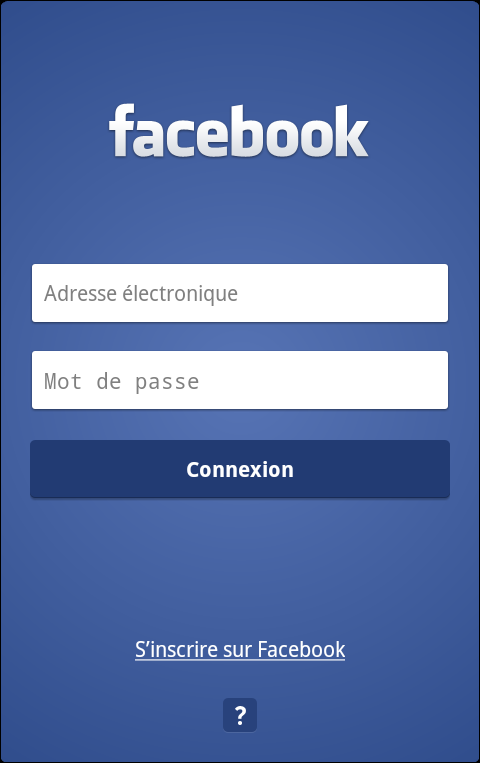 facebook
Adresse électronique
Mot de passe
Connexion
S’inscrire sur Facebook
?